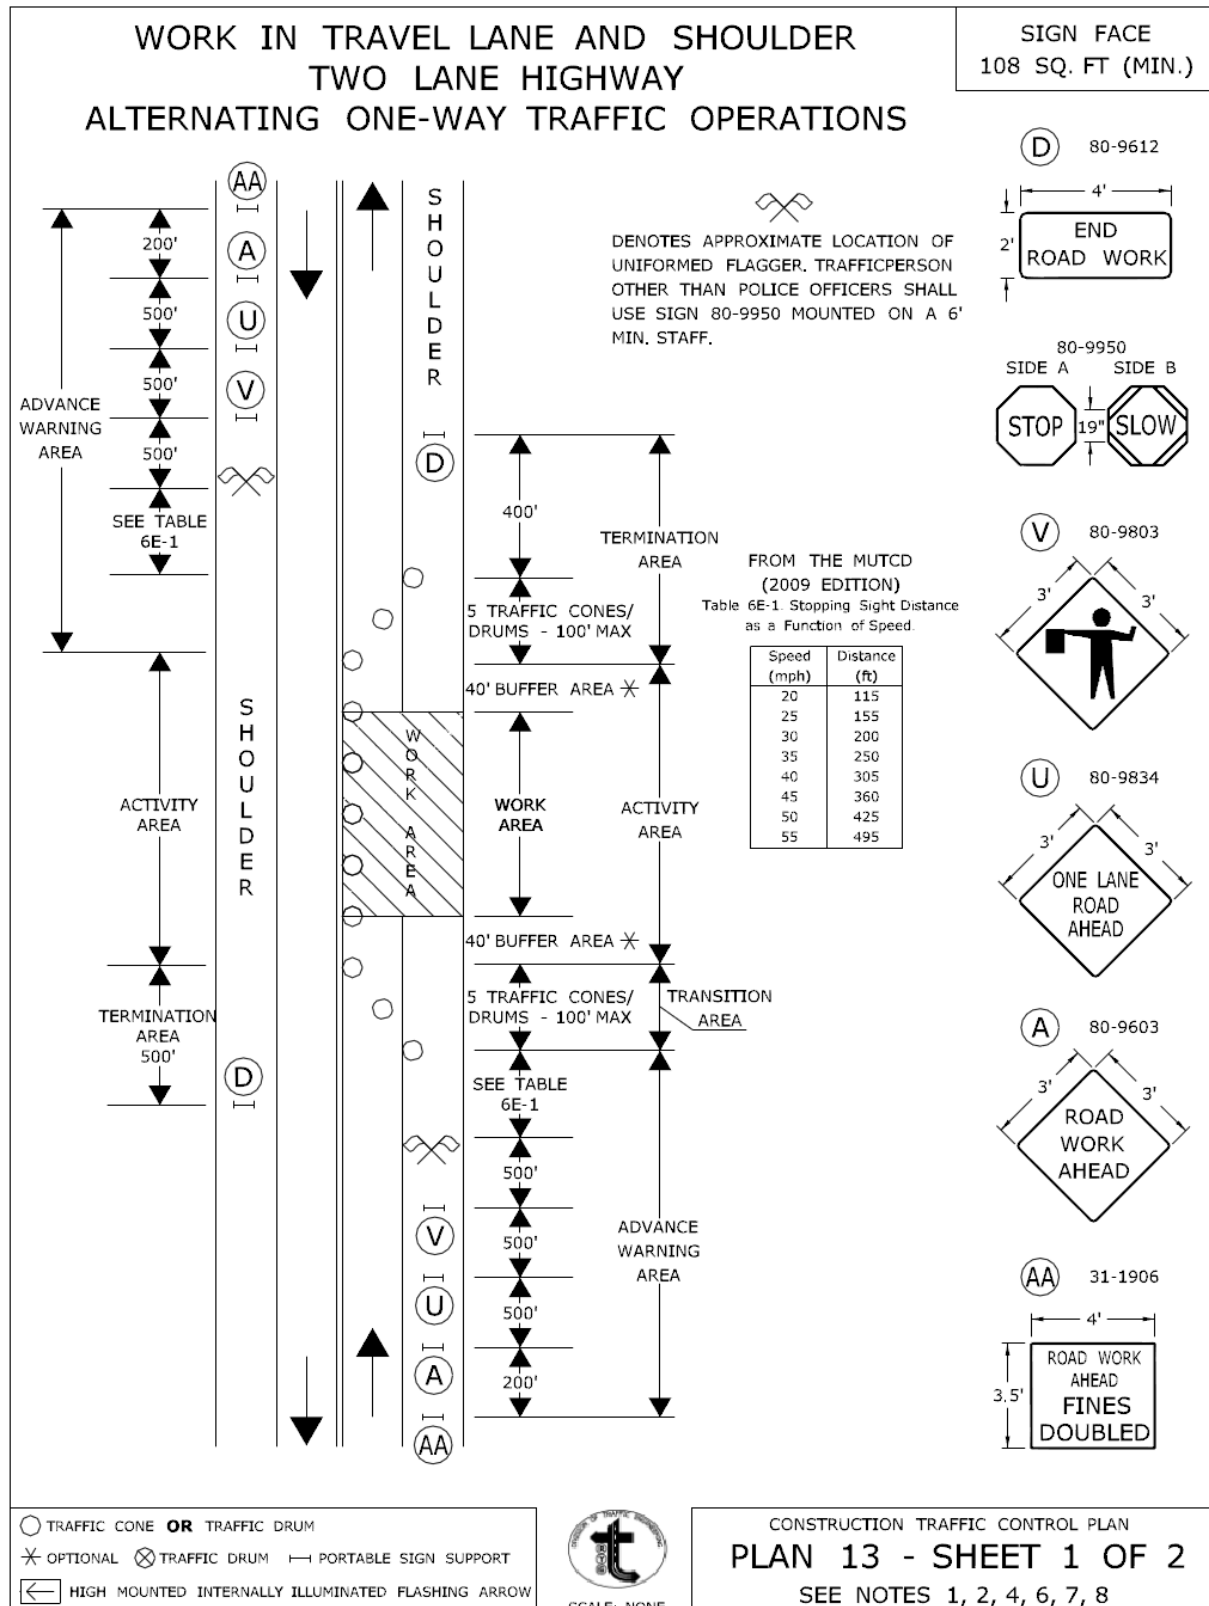 WORK IN TRAVEL LANE AND SHOULDER
TWO LANE HIGHWAY
ALTERNATING ONE-WAY TRAFFIC OPERATIONS
SIGN FACE
108 SQ. FT (MIN.)
AA
A
U
V
200'
500'
500'
500'
SEE TABLE
6E-1
ADVANCE
WARNING
AREA
SHOULDER
ACTIVITY
AREA
TERMINATION
AREA
500'
D
SHOULDER
D
400'
TERMINATION
AREA
5 TRAFFIC CONES/
DRUMS - 100' MAX
40' BUFFER AREA *
WORK AREA
WORK
AREA
ACTIVITY
AREA
40' BUFFER AREA *
5 TRAFFIC CONES/
DRUMS - 100' MAX
TRANSITION
AREA
SEE TABLE
6E-1
500'
500'
500'
200'
V
U
A
AA
ADVANCE
WARNING
AREA
DENOTES APPROXIMATE LOCATION OF
UNIFORMED FLAGGER. TRAFFICPERSON
OTHER THAN POLICE OFFICERS SHALL
USE SIGN 80-9950 MOUNTED ON A 6'
MIN. STAFF.
FROM THE MUTCD
(2009 EDITION)
Table 6E-1. Stopping Sight Distance
as a Function of Speed.
Speed Distance
(mph) (ft)
20 115
25 155
30 200
35 250
40 305
45 360
50 425
55 495
D 80-9612
4'
2'
END
ROAD WORK
80-9950
SIDE A SIDE B
STOP 19" SLOW
V 80-9803
3' 3'
U 80-9834
3' 3'
ONE LANE
ROAD
AHEAD
A 80-9603
3' 3'
ROAD
WORK
AHEAD
AA 31-1906
4'
3.5'
ROAD WORK
AHEAD
FINES
DOUBLED
TRAFFIC CONE OR TRAFFIC DRUM
* OPTIONAL TRAFFIC DRUM PORTABLE SIGN SUPPORT
HIGH MOUNTED INTERNALLY ILLUMINATED FLASHING ARROW
DIVISION OF TRAFFIC ENGINEERING
t
SCALE: NONE
CONSTRUCTION TRAFFIC CONTROL PLAN
PLAN 13 - SHEET 1 OF 2
SEE NOTES 1, 2, 4, 6, 7, 8